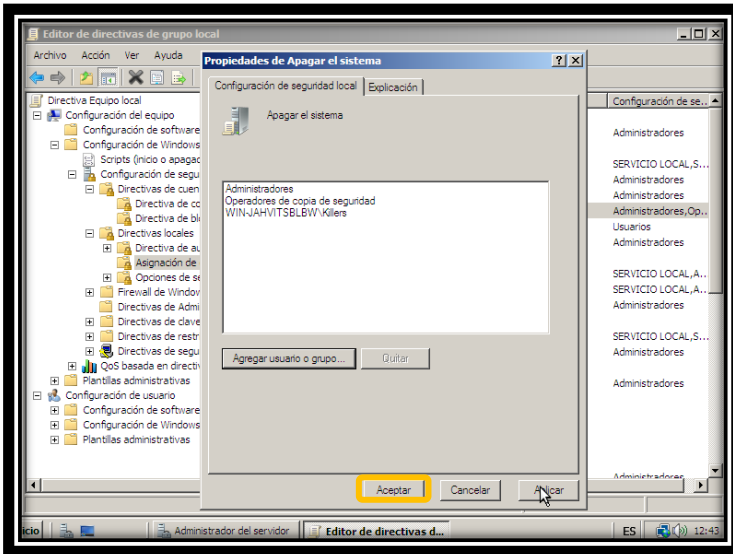 Editor de directivas de grupo local
Archivo Acción Ver Ayuda
Directiva Equipo local
Configuración del equipo
Configuración de software
Configuración de Windows
Scripts (inicio o apagac
Configuración de segu
Directivas de cuen
Directiva de co
Directiva de bl
Directivas locales
Directiva de au
Asignación de
Opciones de se
Firewall de Window
Directivas de Admi
Directivas de clave
Directivas de restr
Directivas de segu
QoS basada en directiv
Plantillas administrativas
Configuración de usuario
Configuración de software
Configuración de Windows
Plantillas administrativas
Propiedades de Apagar el sistema
Configuración de seguridad local Explicación
Apagar el sistema
Administradores
Operadores de copia de seguridad
WIN-JAHVITSBLBW\Killers
Agregar usuario o grupo... Quitar
Aceptar Cancelar Aplicar
Configuración de se...
Administradores
SERVICIO LOCAL,S...
Administradores
Administradores
Administradores,Op...
Usuarios
Administradores
SERVICIO LOCAL,A...
SERVICIO LOCAL,A...
Administradores
SERVICIO LOCAL,S...
Administradores
Administradores
Administradores
icio Administrador del servidor Editor de directivas d... ES 12:43